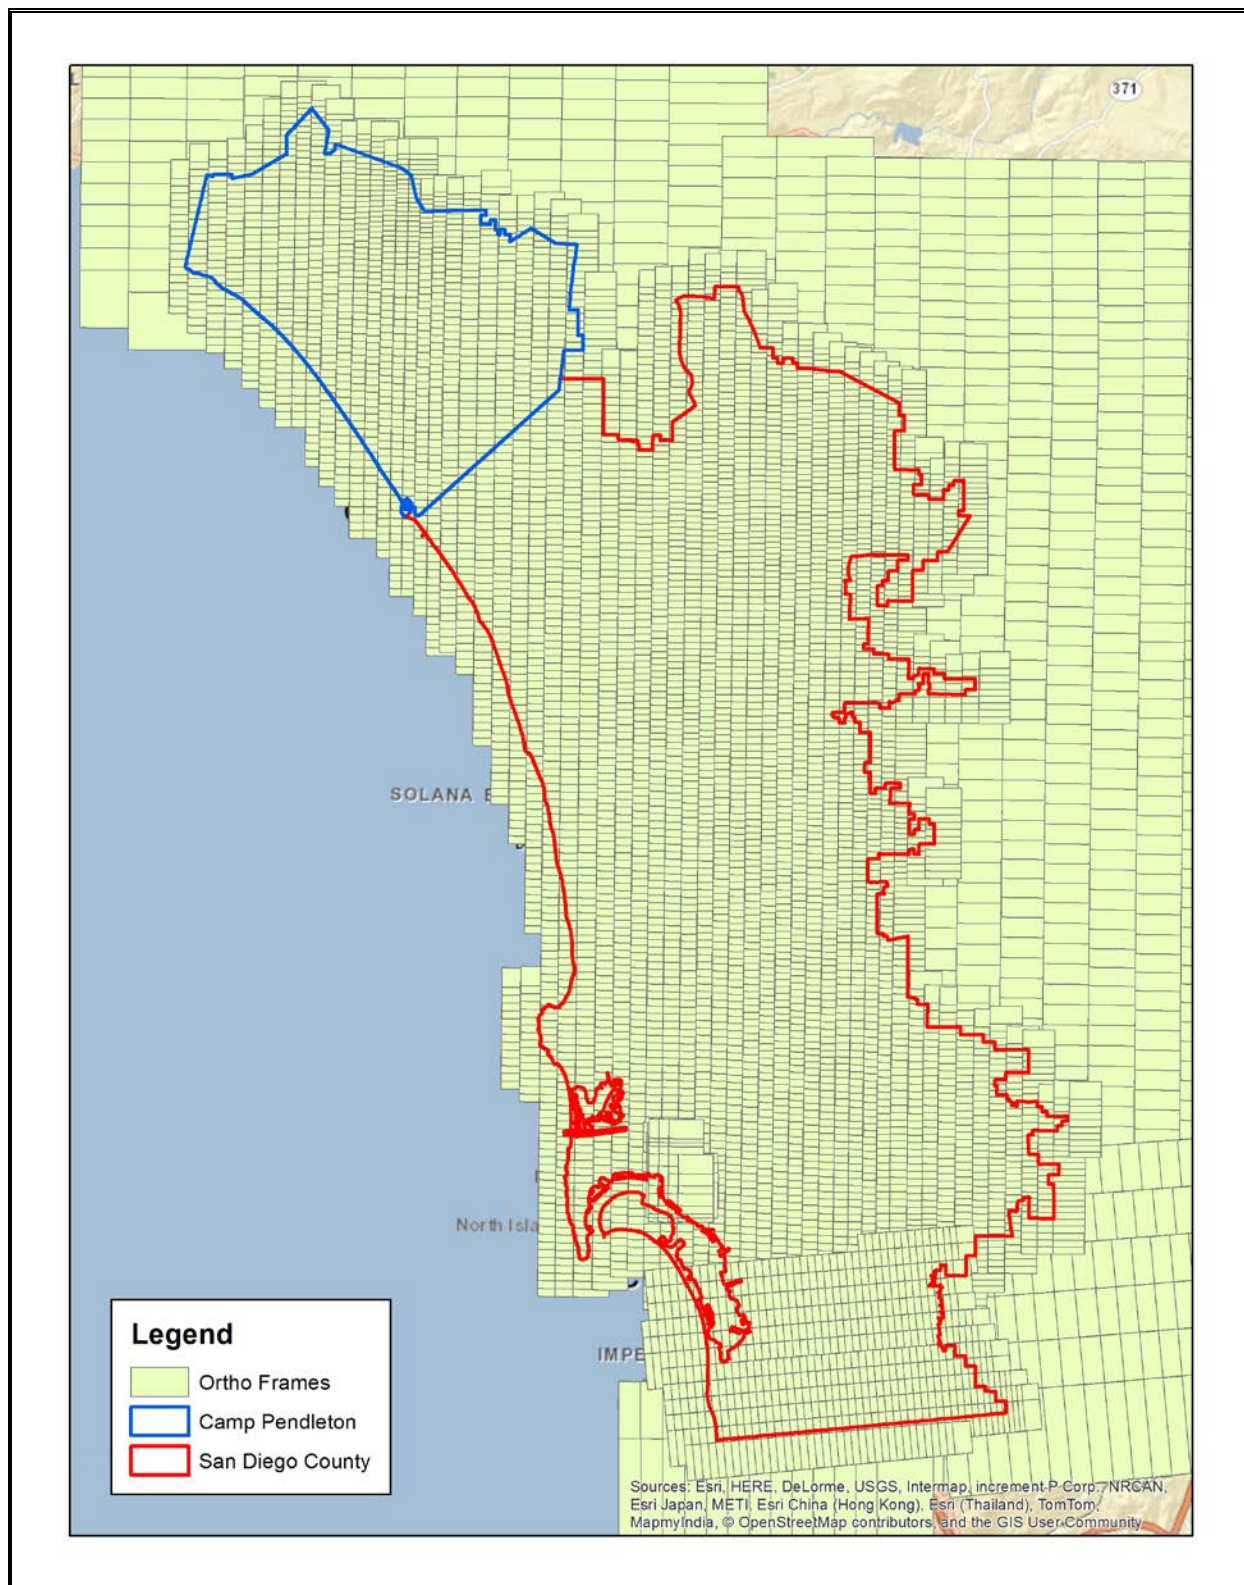 371
SOLANA
North Isla
IMPE
Legend
Ortho Frames
Camp Pendleton
San Diego County
Sources: Esri, HERE, DeLorme, USGS, Intermap, increment P Corp., NRCAN,
Esri Japan, METI, Esri China (Hong Kong), Esri (Thailand), TomTom,
MapmyIndia, © OpenStreetMap contributors, and the GIS User Community